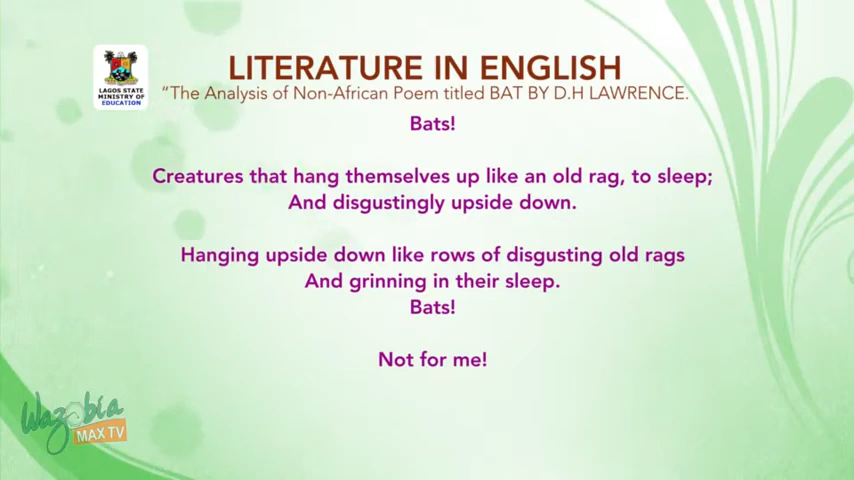 LITERATURE IN ENGLISH
LAGOS STATE
MINISTRY OF
EDUCATION
“The Analysis of Non-African Poem titled BAT BY D.H LAWRENCE.
Bats!
Creatures that hang themselves up like an old rag, to sleep;
And disgustingly upside down.
Hanging upside down like rows of disgusting old rags
And grinning in their sleep.
Bats!
Not for me!
Wazobia
MAX TV